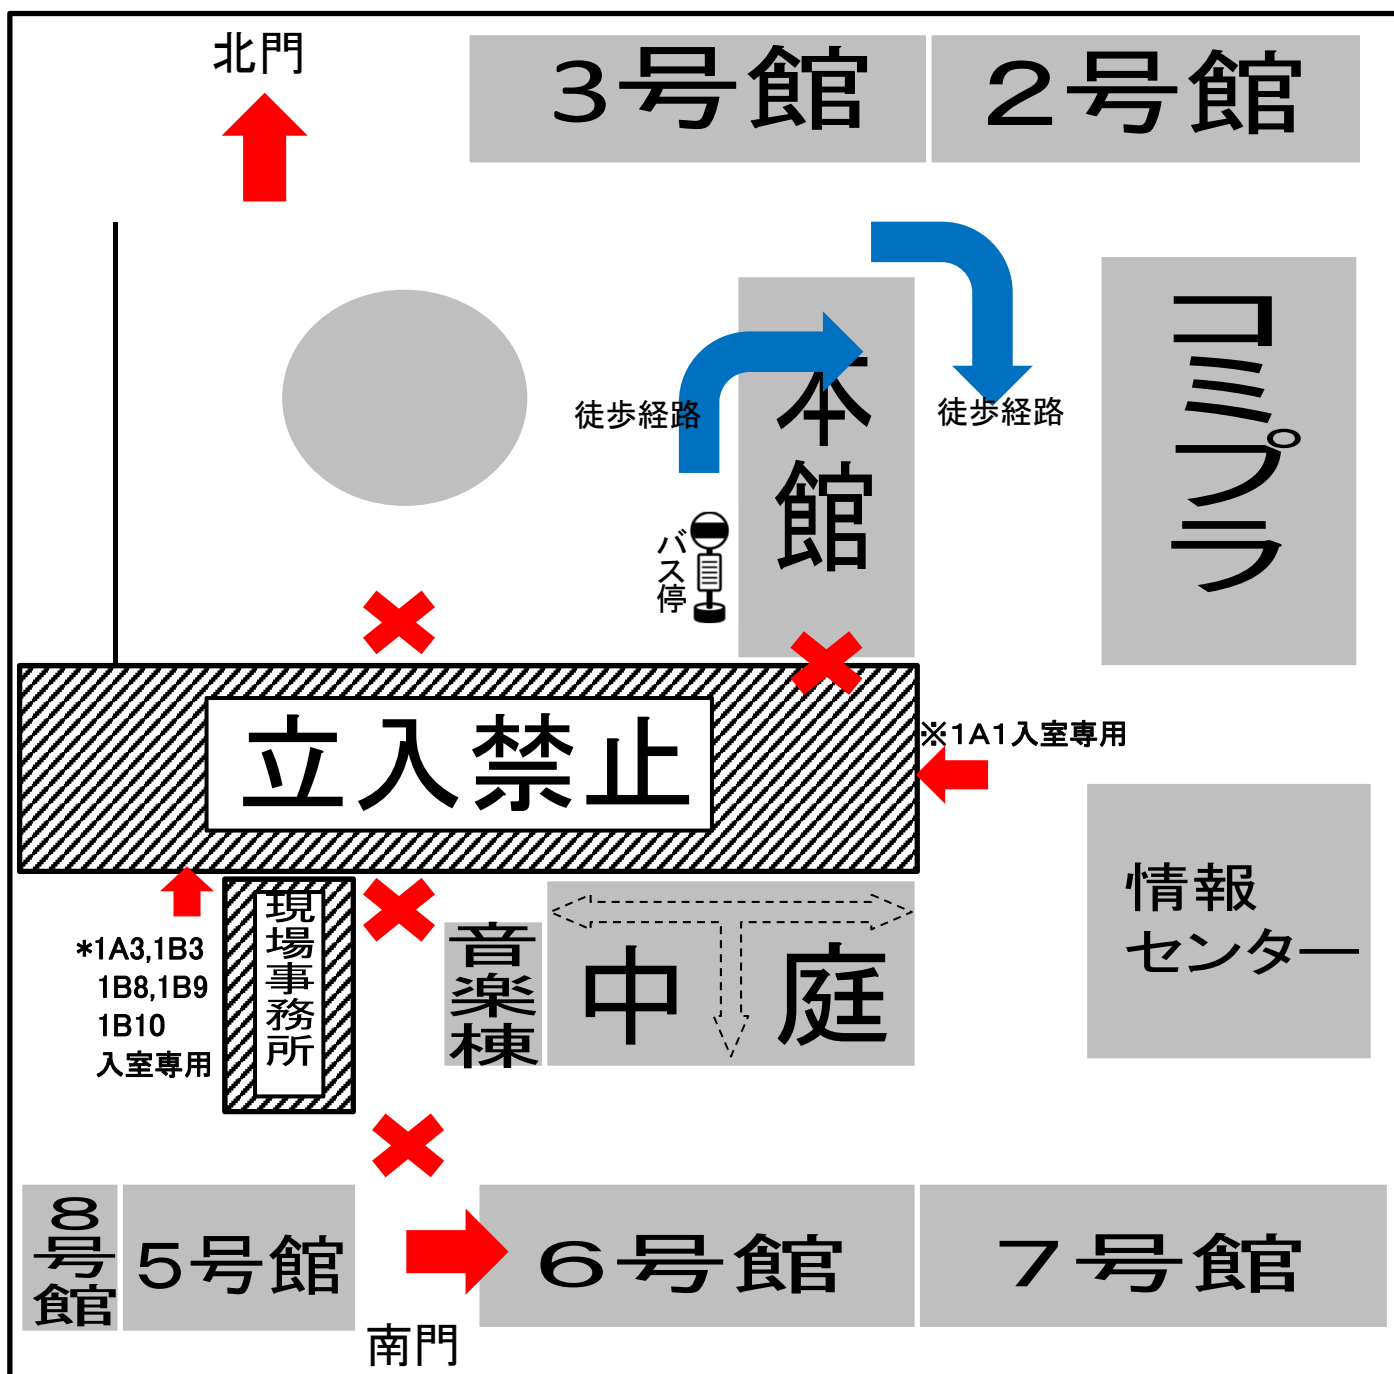 北門
3号館
2号館
コミプラ
徒歩経路
徒歩経路
本館
バス停
立入禁止
※1A1入室専用
*1A3,1B3
1B8,1B9
1B10
入室専用
現場事務所
音楽棟
中庭
情報
センター
8号館
5号館
6号館
7号館
南門